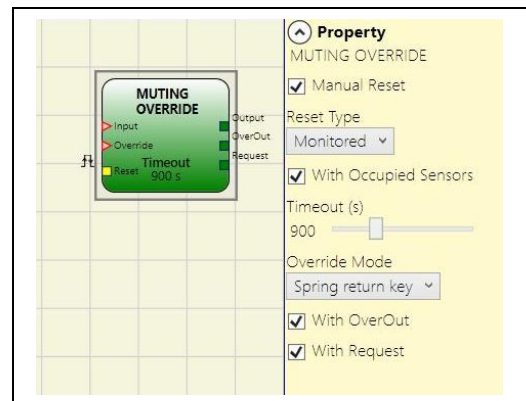 MUTING
OVERRIDE
Input
Override
Reset
Timeout
900 s
Output
OverOut
Request
Property
MUTING OVERRIDE
Manual Reset
Reset Type
Monitored
With Occupied Sensors
Timeout (s)
900
Override Mode
Spring return key
With OverOut
With Request